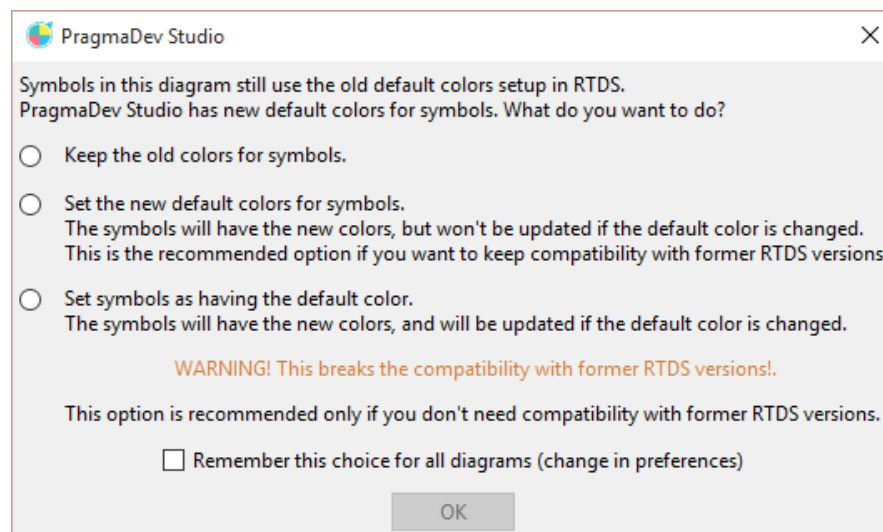 PragmaDev Studio
Symbols in this diagram still use the old default colors setup in RTDS.
PragmaDev Studio has new default colors for symbols. What do you want to do?
Keep the old colors for symbols.
Set the new default colors for symbols.
The symbols will have the new colors, but won't be updated if the default color is changed.
This is the recommended option if you want to keep compatibility with former RTDS versions
Set symbols as having the default color.
The symbols will have the new colors, and will be updated if the default color is changed.
WARNING! This breaks the compatibility with former RTDS versions!.
This option is recommended only if you don't need compatibility with former RTDS versions.
Remember this choice for all diagrams (change in preferences)
OK